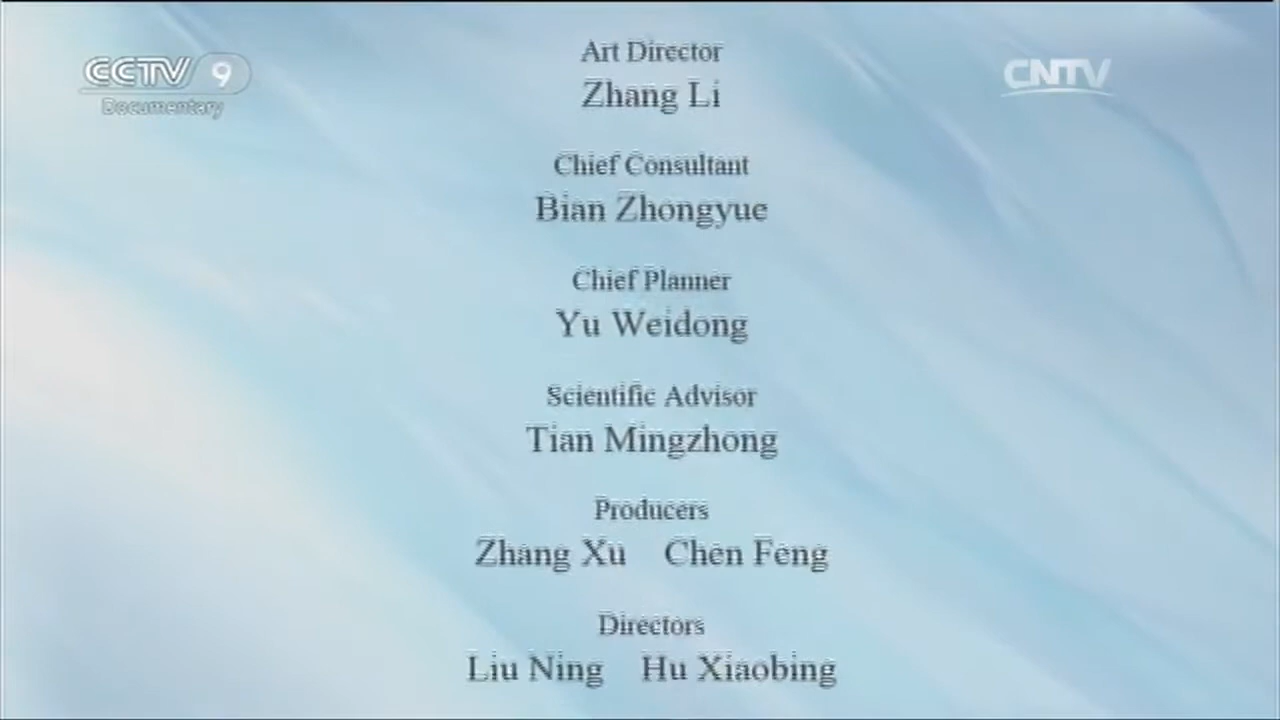 CCTV 9
Documentary
CNTV
Art Director
Zhang Li
Chief Consultant
Bian Zhongyue
Chief Planner
Yu Weidong
Scientific Advisor
Tian Mingzhong
Producers
Zhang Xu Chen Feng
Directors
Liu Ning Hu Xiaobing